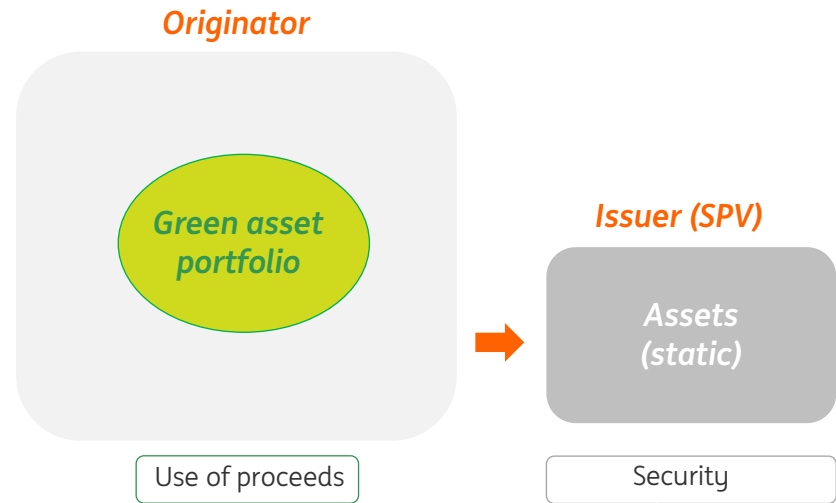 Originator
Green asset
portfolio
Issuer (SPV)
Assets
(static)
Use of proceeds
Security